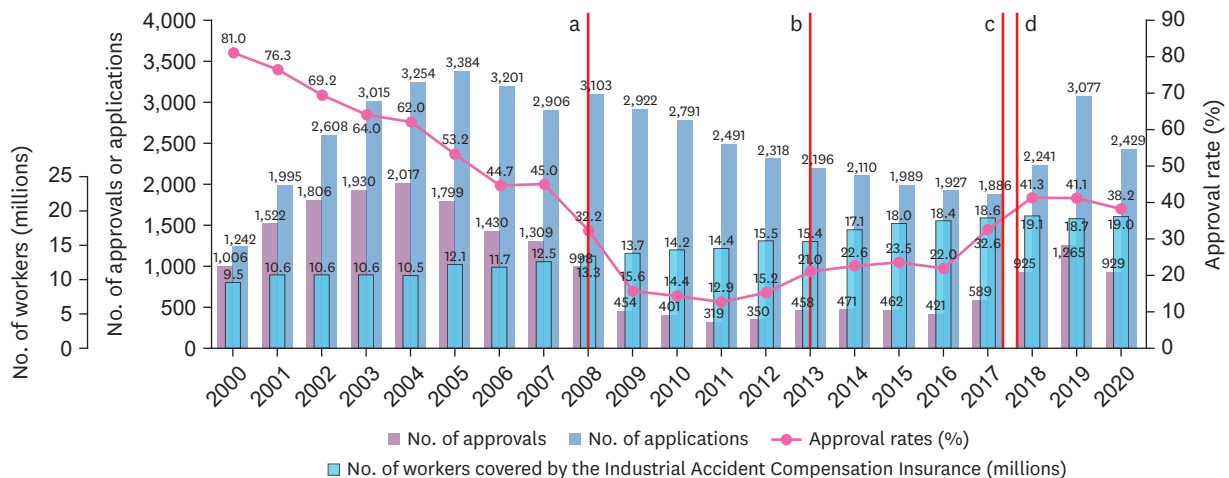 a b c d
No. of workers (millions)
25
20
15
10
5
0
No. of approvals or applications
4,000
3,500
3,000
2,500
2,000
1,500
1,000
500
0
Approval rate (%)
90
80
70
60
50
40
30
20
10
0
81.0 76.3 69.2 64.0 62.0 53.2 44.7 45.0 32.2 15.6 14.4 12.9 15.2 21.0 22.6 23.5 22.0 32.6 41.3 41.1 38.2
1,242 1,995 2,608 3,015 3,254 3,384 3,201 2,906 3,103 2,922 2,791 2,491 2,318 2,196 2,110 1,989 1,927 1,886 2,241 3,077 2,429
1,006 1,522 1,806 1,930 2,017 1,799 1,430 1,309 998 454 401 319 350 458 471 462 421 589 925 1,265 929
9.5 10.6 10.6 10.6 10.5 12.1 11.7 12.5 13.3 13.7 14.2 14.4 15.5 15.4 17.1 18.0 18.4 18.6 19.1 18.7 19.0
2000 2001 2002 2003 2004 2005 2006 2007 2008 2009 2010 2011 2012 2013 2014 2015 2016 2017 2018 2019 2020
No. of approvals No. of applications Approval rates (%)
No. of workers covered by the Industrial Accident Compensation Insurance (millions)